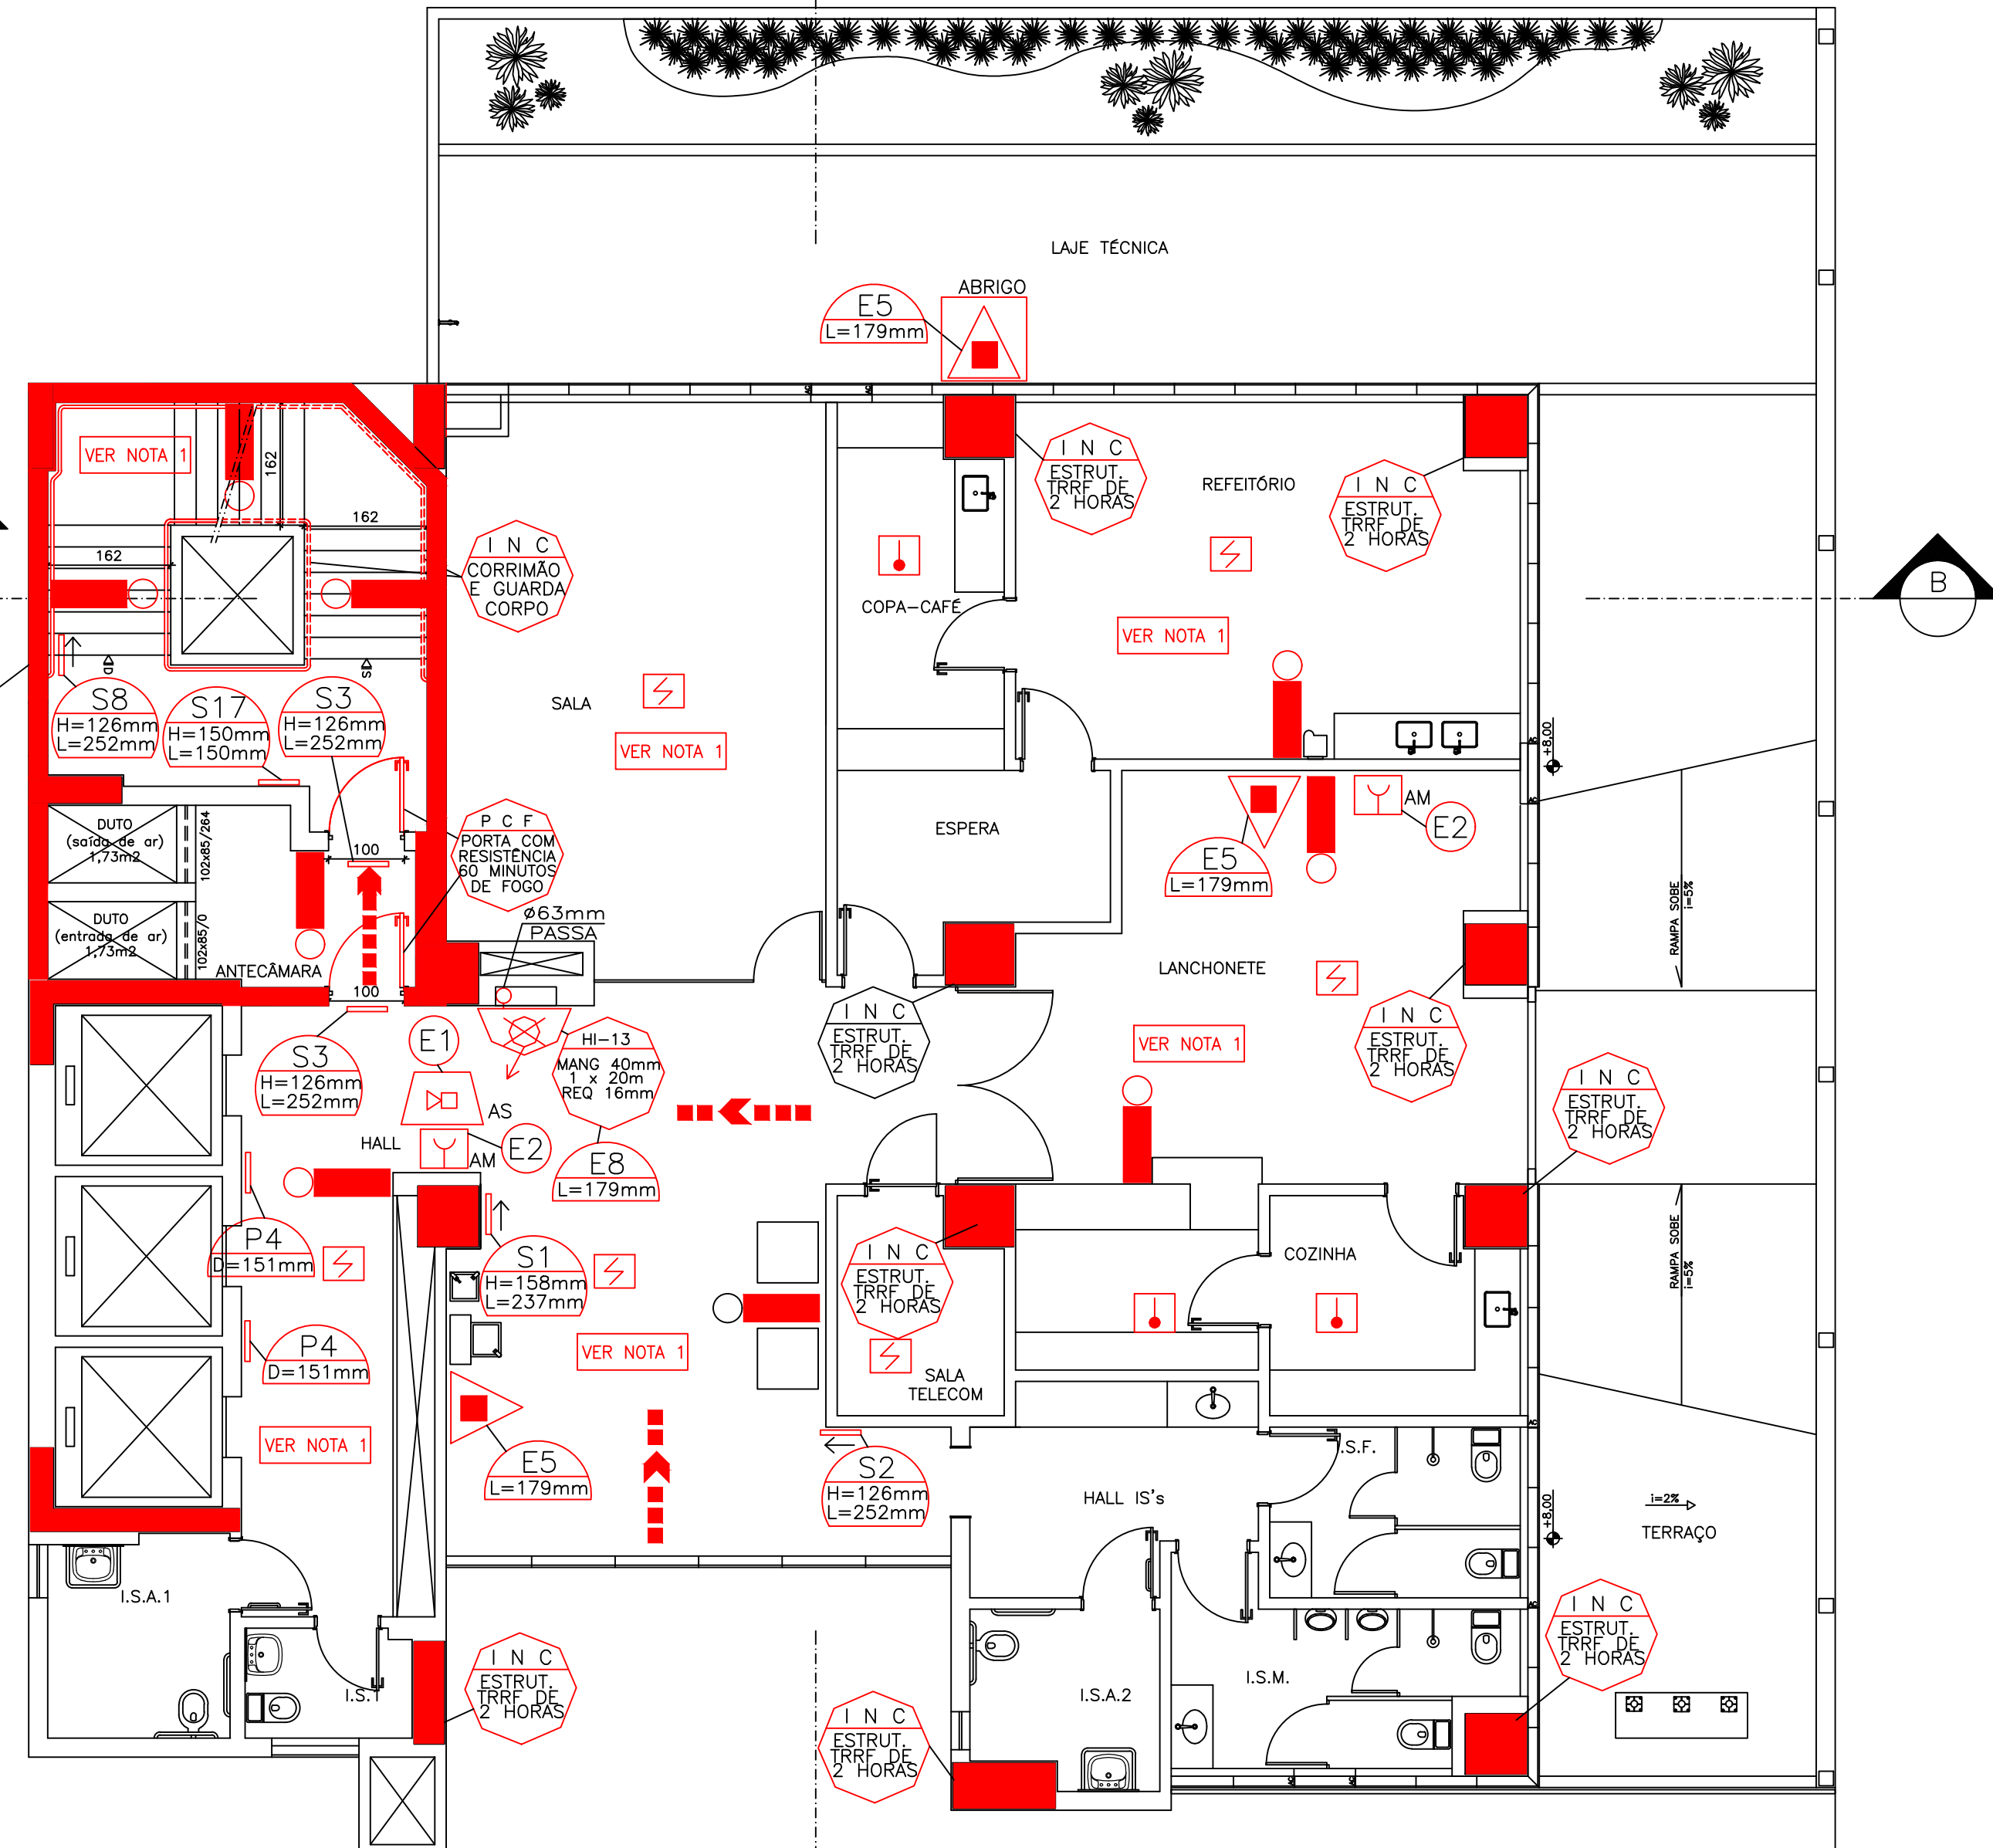 LAJE TÉCNICA
ABRIGO
E5
L=179mm
VER NOTA 1
162
162
162
I N C
CORRIMÃO
E GUARDA
CORPO
I N C
ESTRUT.
TRRF DE
2 HORAS
REFEITÓRIO
I N C
ESTRUT.
TRRF DE
2 HORAS
COPA-CAFÉ
VER NOTA 1
B
D
S
S8
H=126mm
L=252mm
S17
H=150mm
L=150mm
S3
H=126mm
L=252mm
SALA
VER NOTA 1
+8,00
DUTO
(saída de ar)
1,73m2
102x85/264
100
P C F
PORTA COM
RESISTÊNCIA
60 MINUTOS
DE FOGO
ESPERA
AM
E2
E5
L=179mm
DUTO
(entrada de ar)
1,73m2
102x85/0
ANTECÂMARA
100
Ø63mm
PASSA
LANCHONETE
RAMPA SOBE
i=5%
S3
H=126mm
L=252mm
E1
AS
HI-13
MANG 40mm
1 x 20m
REQ 16mm
I N C
ESTRUT.
TRRF DE
2 HORAS
VER NOTA 1
I N C
ESTRUT.
TRRF DE
2 HORAS
I N C
ESTRUT.
TRRF DE
2 HORAS
HALL
AM
E2
E8
L=179mm
P4
D=151mm
S1
H=158mm
L=237mm
I N C
ESTRUT.
TRRF DE
2 HORAS
COZINHA
RAMPA SOBE
i=5%
P4
D=151mm
VER NOTA 1
SALA
TELECOM
VER NOTA 1
E5
L=179mm
S2
H=126mm
L=252mm
HALL IS's
I.S.F.
+8,00
i=2%
TERRAÇO
I.S.A.1
I.S.1
I N C
ESTRUT.
TRRF DE
2 HORAS
I N C
ESTRUT.
TRRF DE
2 HORAS
I.S.A.2
I.S.M.
I N C
ESTRUT.
TRRF DE
2 HORAS